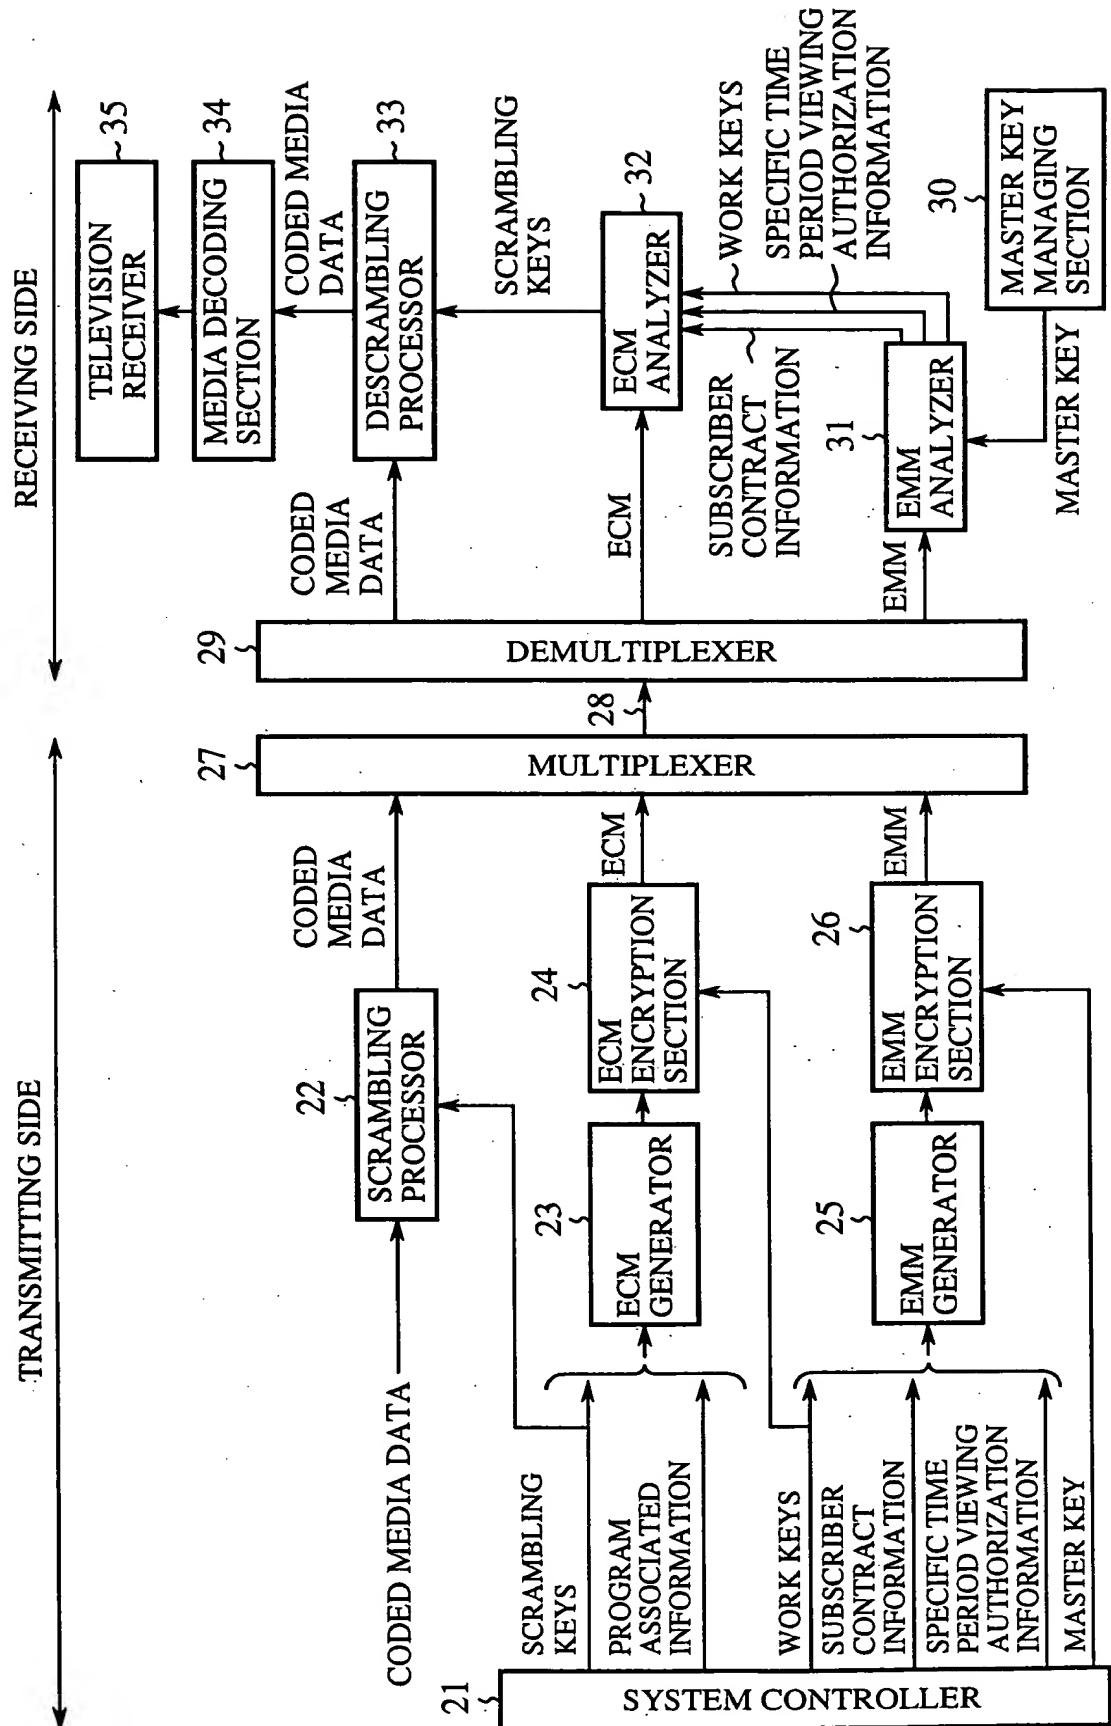 TRANSMITTING SIDE
RECEIVING SIDE
21
SYSTEM CONTROLLER
CODED MEDIA DATA
SCRAMBLING
KEYS
PROGRAM
ASSOCIATED
INFORMATION
WORK KEYS
SUBSCRIBER
CONTRACT
INFORMATION
SPECIFIC TIME
PERIOD VIEWING
AUTHORIZATION
INFORMATION
MASTER KEY
22
SCRAMBLING
PROCESSOR
23
ECM
GENERATOR
24
ECM
ENCRYPTION
SECTION
25
EMM
GENERATOR
26
EMM
ENCRYPTION
SECTION
CODED
MEDIA
DATA
ECM
EMM
27
MULTIPLEXER
28
29
DEMULTIPLEXER
CODED
MEDIA
DATA
ECM
EMM
35
TELEVISION
RECEIVER
34
MEDIA DECODING
SECTION
CODED MEDIA
DATA
33
DESCRAMBLING
PROCESSOR
SCRAMBLING
KEYS
32
ECM
ANALYZER
SUBSCRIBER
CONTRACT
INFORMATION
WORK KEYS
SPECIFIC TIME
PERIOD VIEWING
AUTHORIZATION
INFORMATION
31
EMM
ANALYZER
30
MASTER KEY
MANAGING
SECTION
MASTER KEY